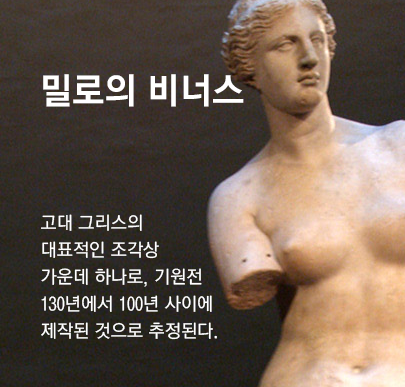 밀로의 비너스
고대 그리스의
대표적인 조각상
가운데 하나로, 기원전
130년에서 100년 사이에
제작된 것으로 추정된다.